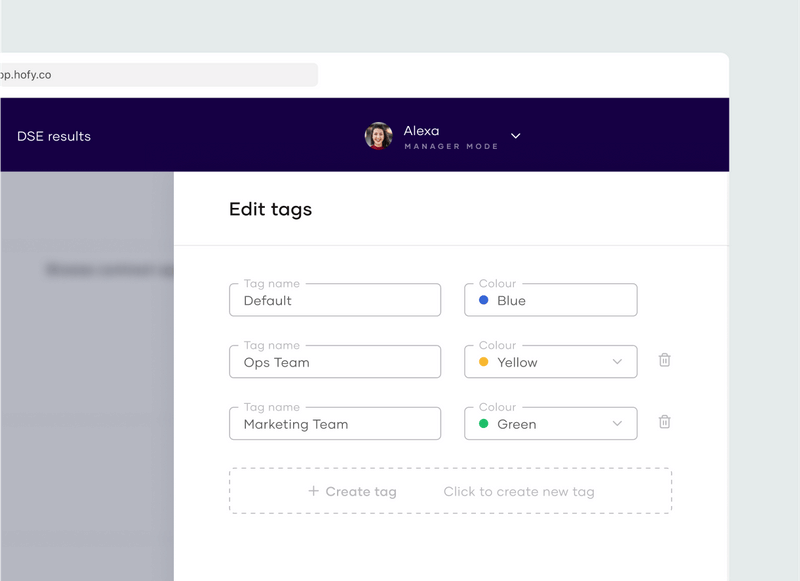 pp.hofy.co
DSE results
Alexa
MANAGER MODE
Edit tags
Tag name
Default
Colour
Blue
Tag name
Ops Team
Colour
Yellow
Tag name
Marketing Team
Colour
Green
+ Create tag
Click to create new tag